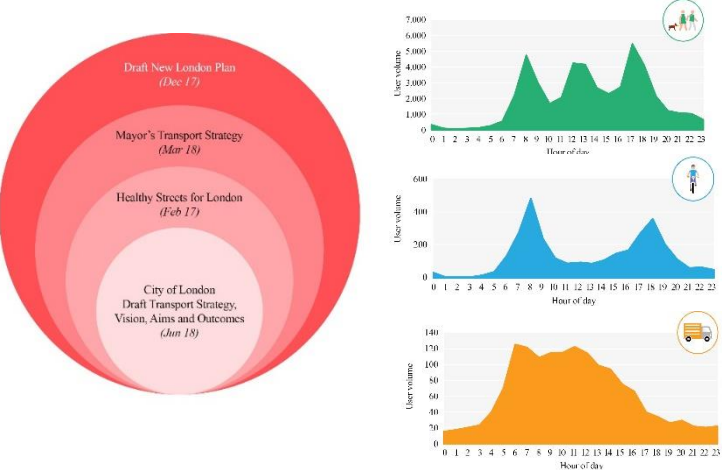 Draft New London Plan
(Dec 17)
Mayor's Transport Strategy
(Mar 18)
Healthy Streets for London
(Feb 17)
City of London
Draft Transport Strategy,
Vision, Aims and Outcomes
(Jun 18)
7,000
6,000
5,000
4,000
3,000
2,000
1,000
0
User volume
0 1 2 3 4 5 6 7 8 9 10 11 12 13 14 15 16 17 18 19 20 21 22 23
Hour of day
600
400
200
0
User volume
0 1 2 3 4 5 6 7 8 9 10 11 12 13 14 15 16 17 18 19 20 21 22 23
Hour of day
140
120
100
80
60
40
20
0
User volume
0 1 2 3 4 5 6 7 8 9 10 11 12 13 14 15 16 17 18 19 20 21 22 23
Hour of day